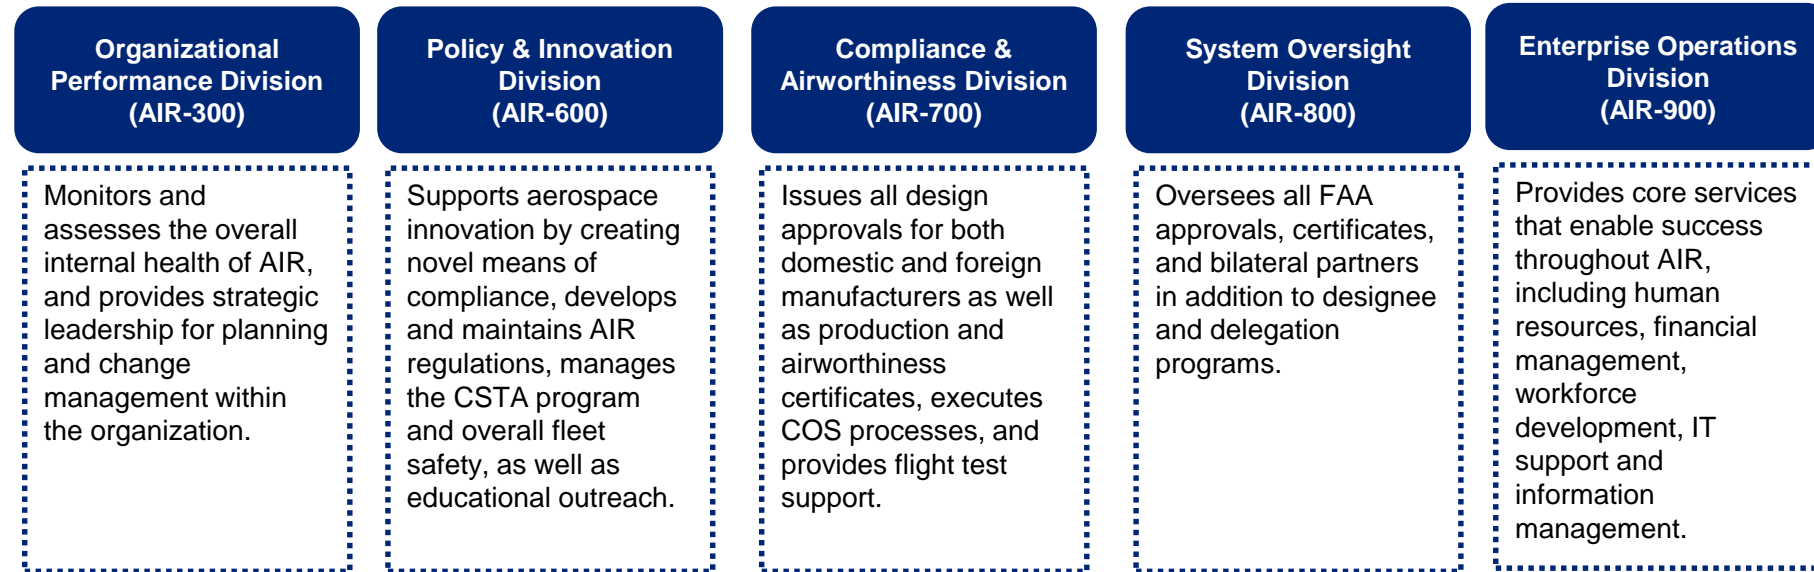 Organizational
Performance Division
(AIR-300)
Monitors and
assesses the overall
internal health of AIR,
and provides strategic
leadership for planning
and change
management within
the organization.
Policy & Innovation
Division
(AIR-600)
Supports aerospace
innovation by creating
novel means of
compliance, develops
and maintains AIR
regulations, manages
the CSTA program
and overall fleet
safety, as well as
educational outreach.
Compliance &
Airworthiness Division
(AIR-700)
Issues all design
approvals for both
domestic and foreign
manufacturers as well
as production and
airworthiness
certificates, executes
COS processes, and
provides flight test
support.
System Oversight
Division
(AIR-800)
Oversees all FAA
approvals, certificates,
and bilateral partners
in addition to designee
and delegation
programs.
Enterprise Operations
Division
(AIR-900)
Provides core services
that enable success
throughout AIR,
including human
resources, financial
management,
workforce
development, IT
support and
information
management.